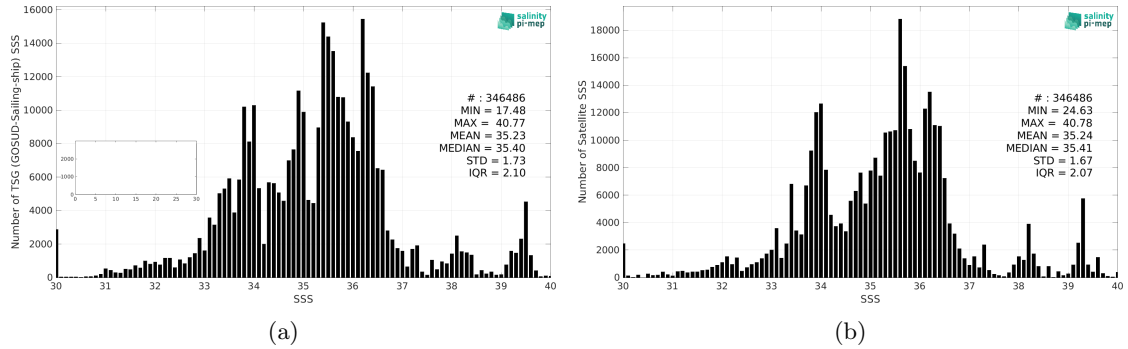 16000
14000
12000
10000
8000
6000
4000
2000
0
Number of TSG (GOSUD-Sailing-ship) SSS
salinity
pi-mep
# : 346486
MIN = 17.48
MAX = 40.77
MEAN = 35.23
MEDIAN = 35.40
STD = 1.73
IQR = 2.10
3000
2000
1000
0
0 5 10 15 20 25 30
30 31 32 33 34 35 36 37 38 39 40
SSS
(a)
18000
16000
14000
12000
10000
8000
6000
4000
2000
0
Number of Satellite SSS
salinity
pi-mep
# : 346486
MIN = 24.63
MAX = 40.78
MEAN = 35.24
MEDIAN = 35.41
STD = 1.67
IQR = 2.07
30 31 32 33 34 35 36 37 38 39 40
SSS
(b)